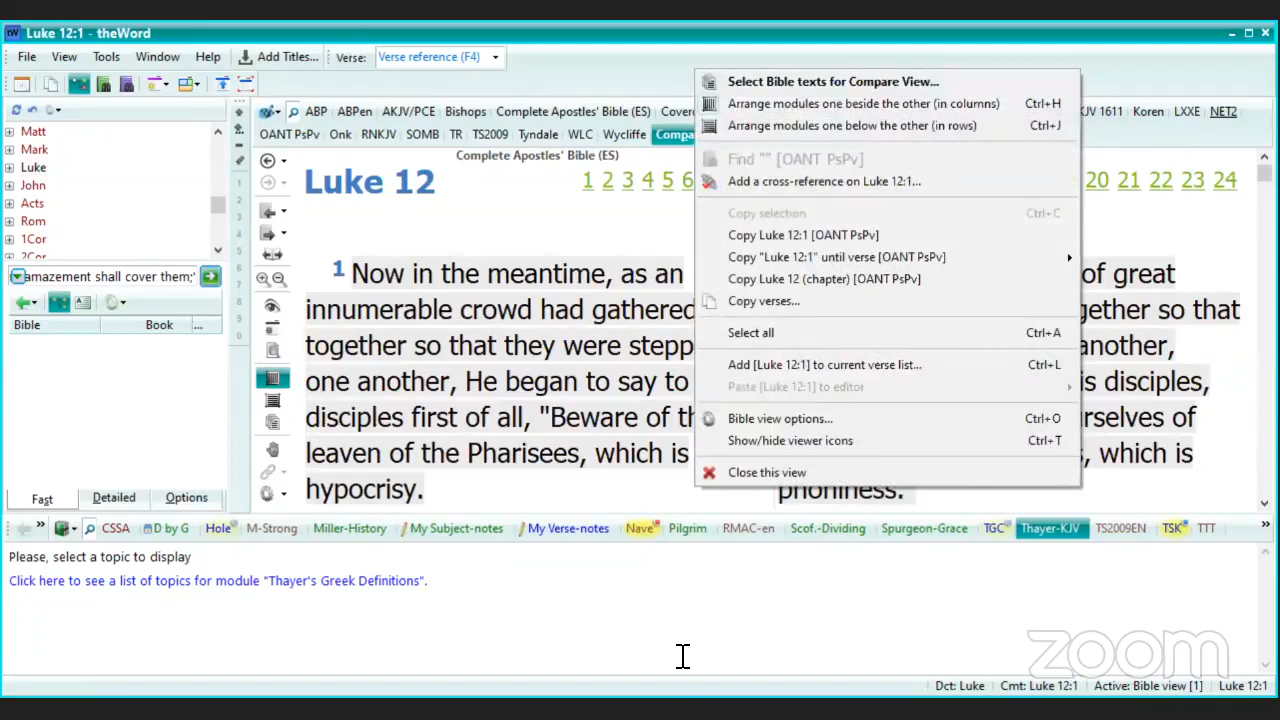 Luke 12:1 - theWord
File View Tools Window Help Add Titles... Verse: Verse reference (F4)
ABP ABPen AKJV/PCE Bishops Complete Apostles' Bible (ES) KJV 1611 Koren LXXE NET2
OANT PsPv Onk RNKJV SOMB TR TS2009 Tyndale WLC Wycliffe
Complete Apostles' Bible (ES)
Matt
Mark
Luke
John
Acts
Rom
1Cor
2Cor
amazement shall cover them;'
Bible Book ...
Fast Detailed Options
Luke 12 1 2 3 4 5 6 20 21 22 23 24
1 Now in the meantime, as an of great
innumerable crowd had gathered so that
together so that they were another,
one another, He began to say to disciples,
disciples first of all, "Beware of of
leaven of the Pharisees, which is , which is
hypocrisy. phoniness.
Select Bible texts for Compare View...
Arrange modules one beside the other (in columns) Ctrl+H
Arrange modules one below the other (in rows) Ctrl+J
Find "" [OANT PsPv]
Add a cross-reference on Luke 12:1...
Copy selection Ctrl+C
Copy Luke 12:1 [OANT PsPv]
Copy "Luke 12:1" until verse [OANT PsPv]
Copy Luke 12 (chapter) [OANT PsPv]
Copy verses...
Select all Ctrl+A
Add [Luke 12:1] to current verse list... Ctrl+L
Paste [Luke 12:1] to editor
Bible view options... Ctrl+O
Show/hide viewer icons Ctrl+T
Close this view
CSSA D by G Hole M-Strong Miller-History My Subject-notes My Verse-notes Nave Pilgrim RMAC-en Scof.-Dividing Spurgeon-Grace TGC Thayer-KJV TS2009EN TSK TTT
Please, select a topic to display
Click here to see a list of topics for module "Thayer's Greek Definitions".
zoom
Dct: Luke Cmt: Luke 12:1 Active: Bible view [1] Luke 12:1